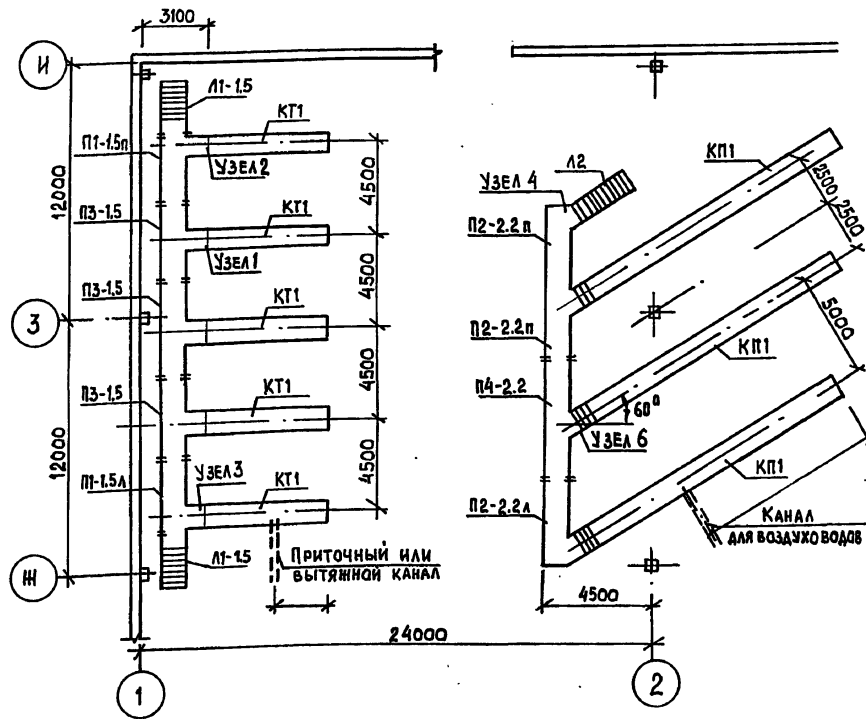 3100
И
Л1-1.5
КТ1
П1-1.5п
УЗЕЛ 2
КП1
Л2
УЗЕЛ 4
2500
2500
12000
4500
П3-1.5
КТ1
УЗЕЛ 1
П2-2.2п
4500
П3-1.5
КТ1
3
5000
П2-2.2п
КП1
4500
П3-1.5
КТ1
П4-2.2
60°
УЗЕЛ 6
12000
4500
П1-1.5л
УЗЕЛ 3
КТ1
КП1
П2-2.2л
КАНАЛ
ДЛЯ ВОЗДУХОВОДОВ
Л1-1.5
ПРИТОЧНЫЙ ИЛИ
ВЫТЯЖНОЙ КАНАЛ
Ж
4500
24000
1
2